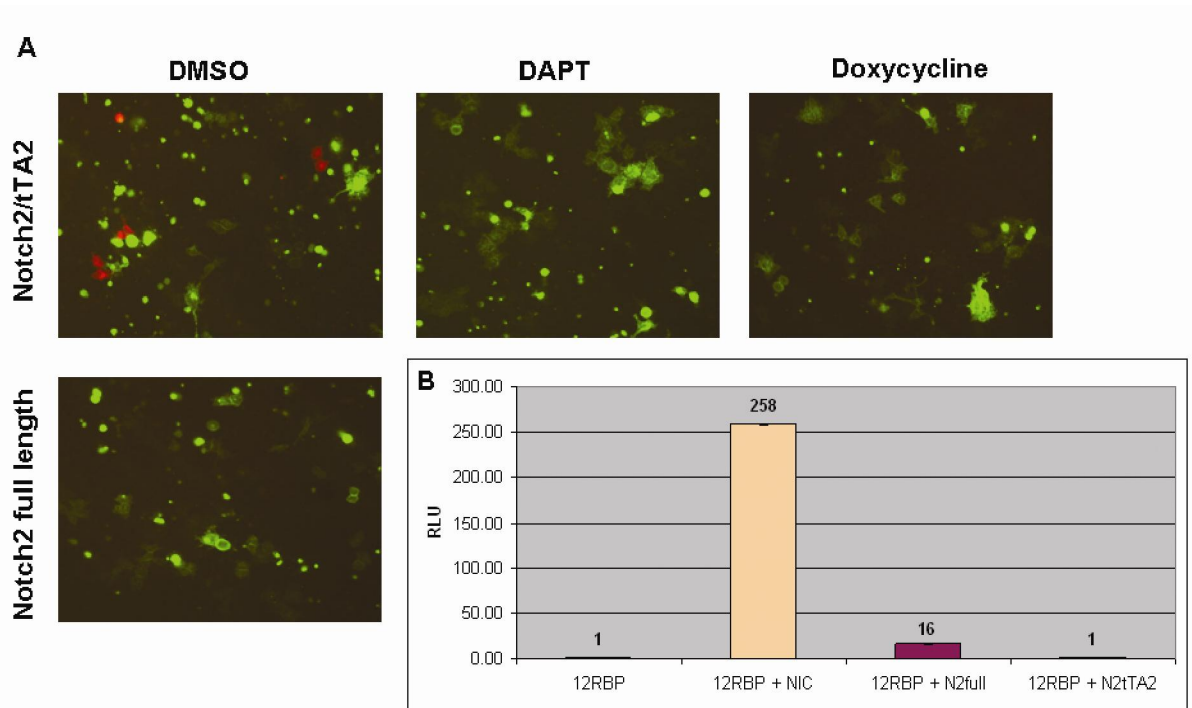 A
DMSO
DAPT
Doxycycline
Notch2/tTA2
Notch2 full length
B
300.00
250.00
200.00
150.00
100.00
50.00
0.00
RLU
1
258
16
1
12RBP
12RBP + NIC
12RBP + N2full
12RBP + N2tTA2